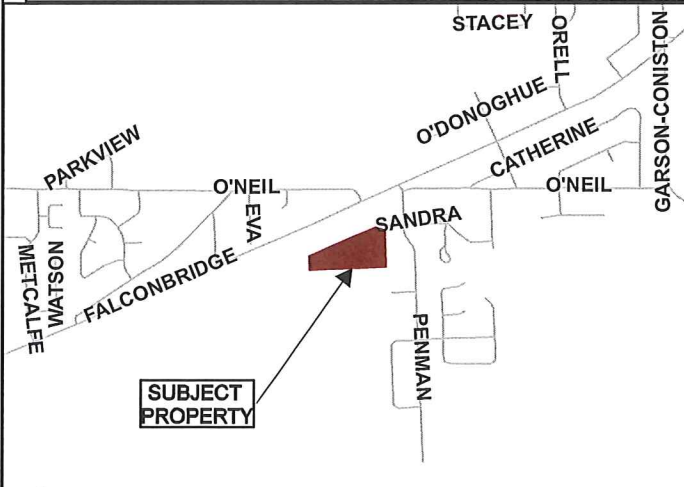 STACEY
ORELL
GARSON-CONISTON
O'DONOGHUE
PARKVIEW
CATHERINE
O'NEIL
O'NEIL
EVA
SANDRA
METCALFE
WATSON
FALCONBRIDGE
PENMAN
SUBJECT
PROPERTY